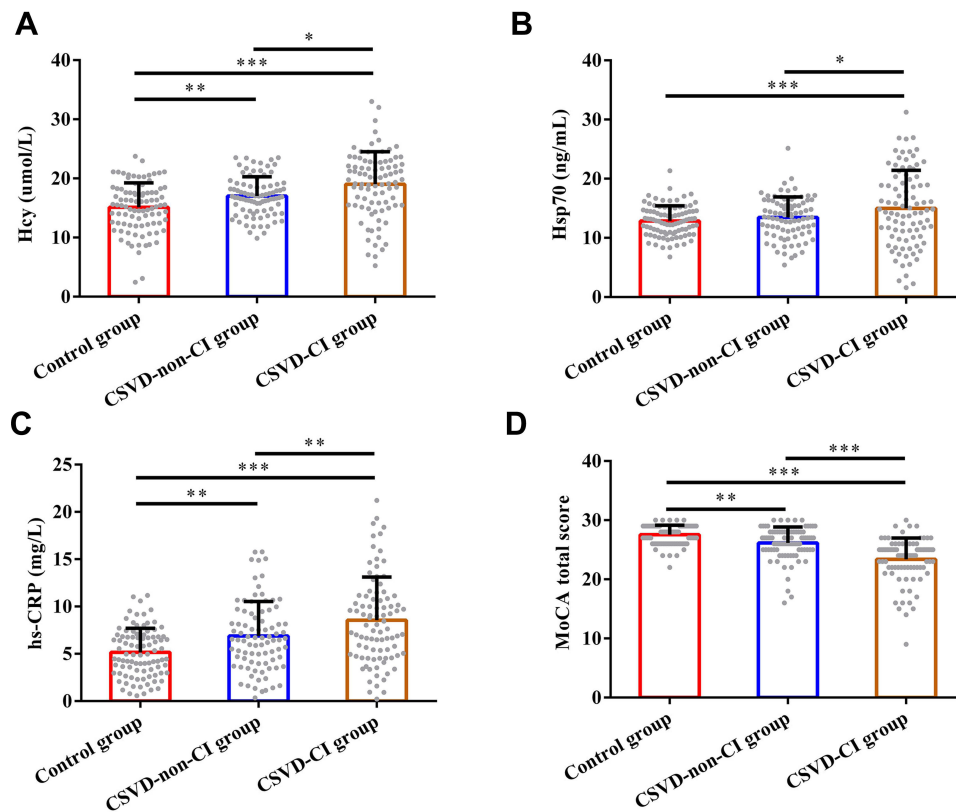 A
Hcy (umol/L)
40
30
20
10
0
*
***
**
Control group
CSVD-non-CI group
CSVD-CI group
B
Hsp70 (ng/mL)
40
30
20
10
0
*
***
Control group
CSVD-non-CI group
CSVD-CI group
C
hs-CRP (mg/L)
25
20
15
10
5
0
**
***
**
Control group
CSVD-non-CI group
CSVD-CI group
D
MoCA total score
40
30
20
10
0
***
***
**
Control group
CSVD-non-CI group
CSVD-CI group